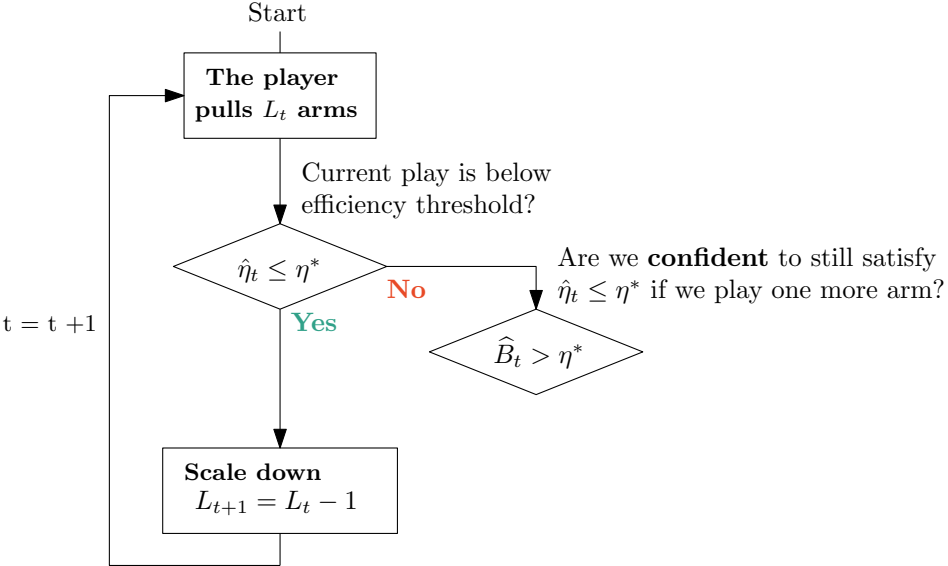 Start
The player
pulls L_t arms
Current play is below
efficiency threshold?
η̂_t ≤ η*
No
Yes
Are we confident to still satisfy
η̂_t ≤ η* if we play one more arm?
B̂_t > η*
t = t +1
Scale down
L_{t+1} = L_t − 1